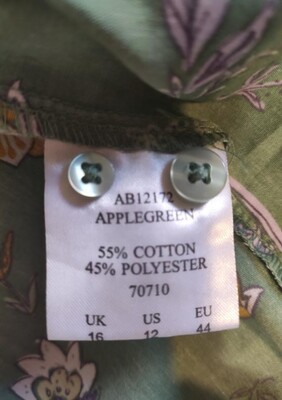 AB12172
APPLEGREEN
55% COTTON
45% POLYESTER
70710
UK US EU
16 12 44